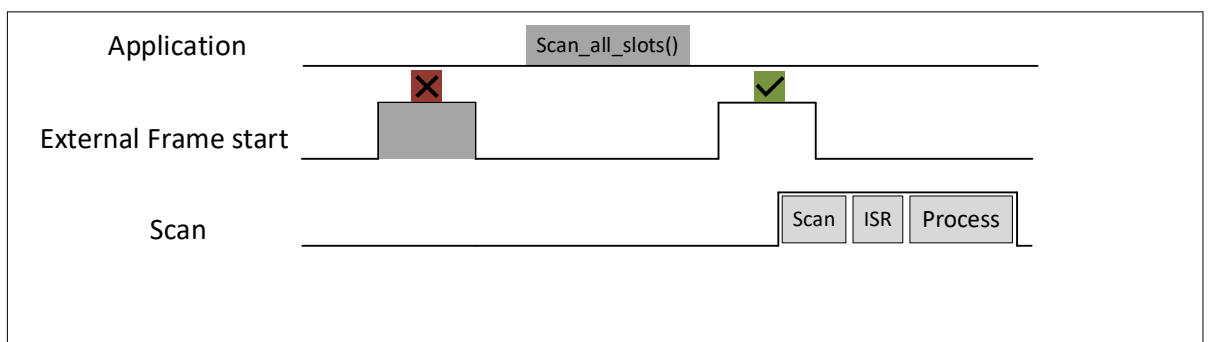 Application
Scan_all_slots()
External Frame start
Scan
Scan
ISR
Process